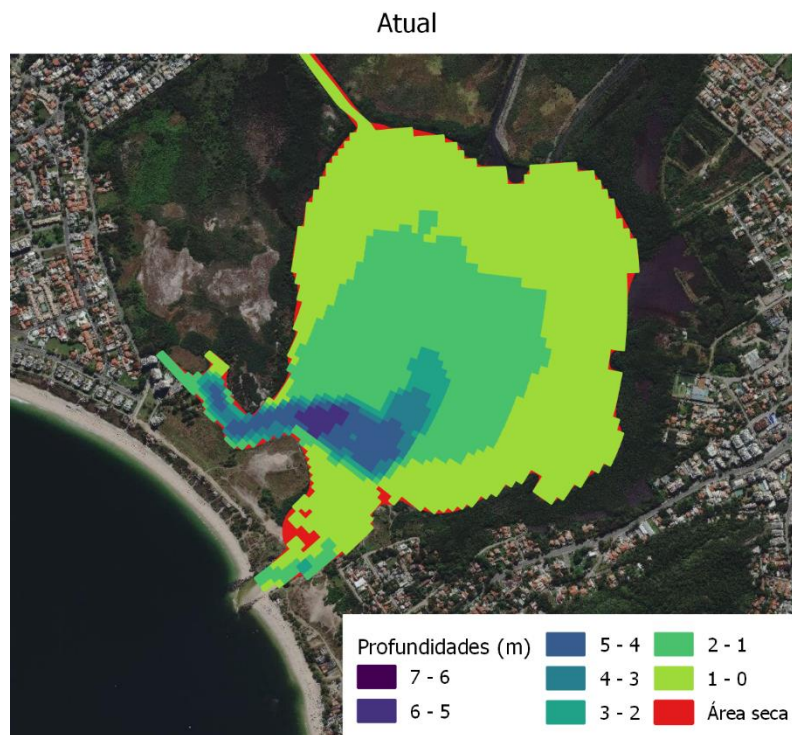 Atual
Profundidades (m)
7 - 6
6 - 5
5 - 4
4 - 3
3 - 2
2 - 1
1 - 0
Área seca